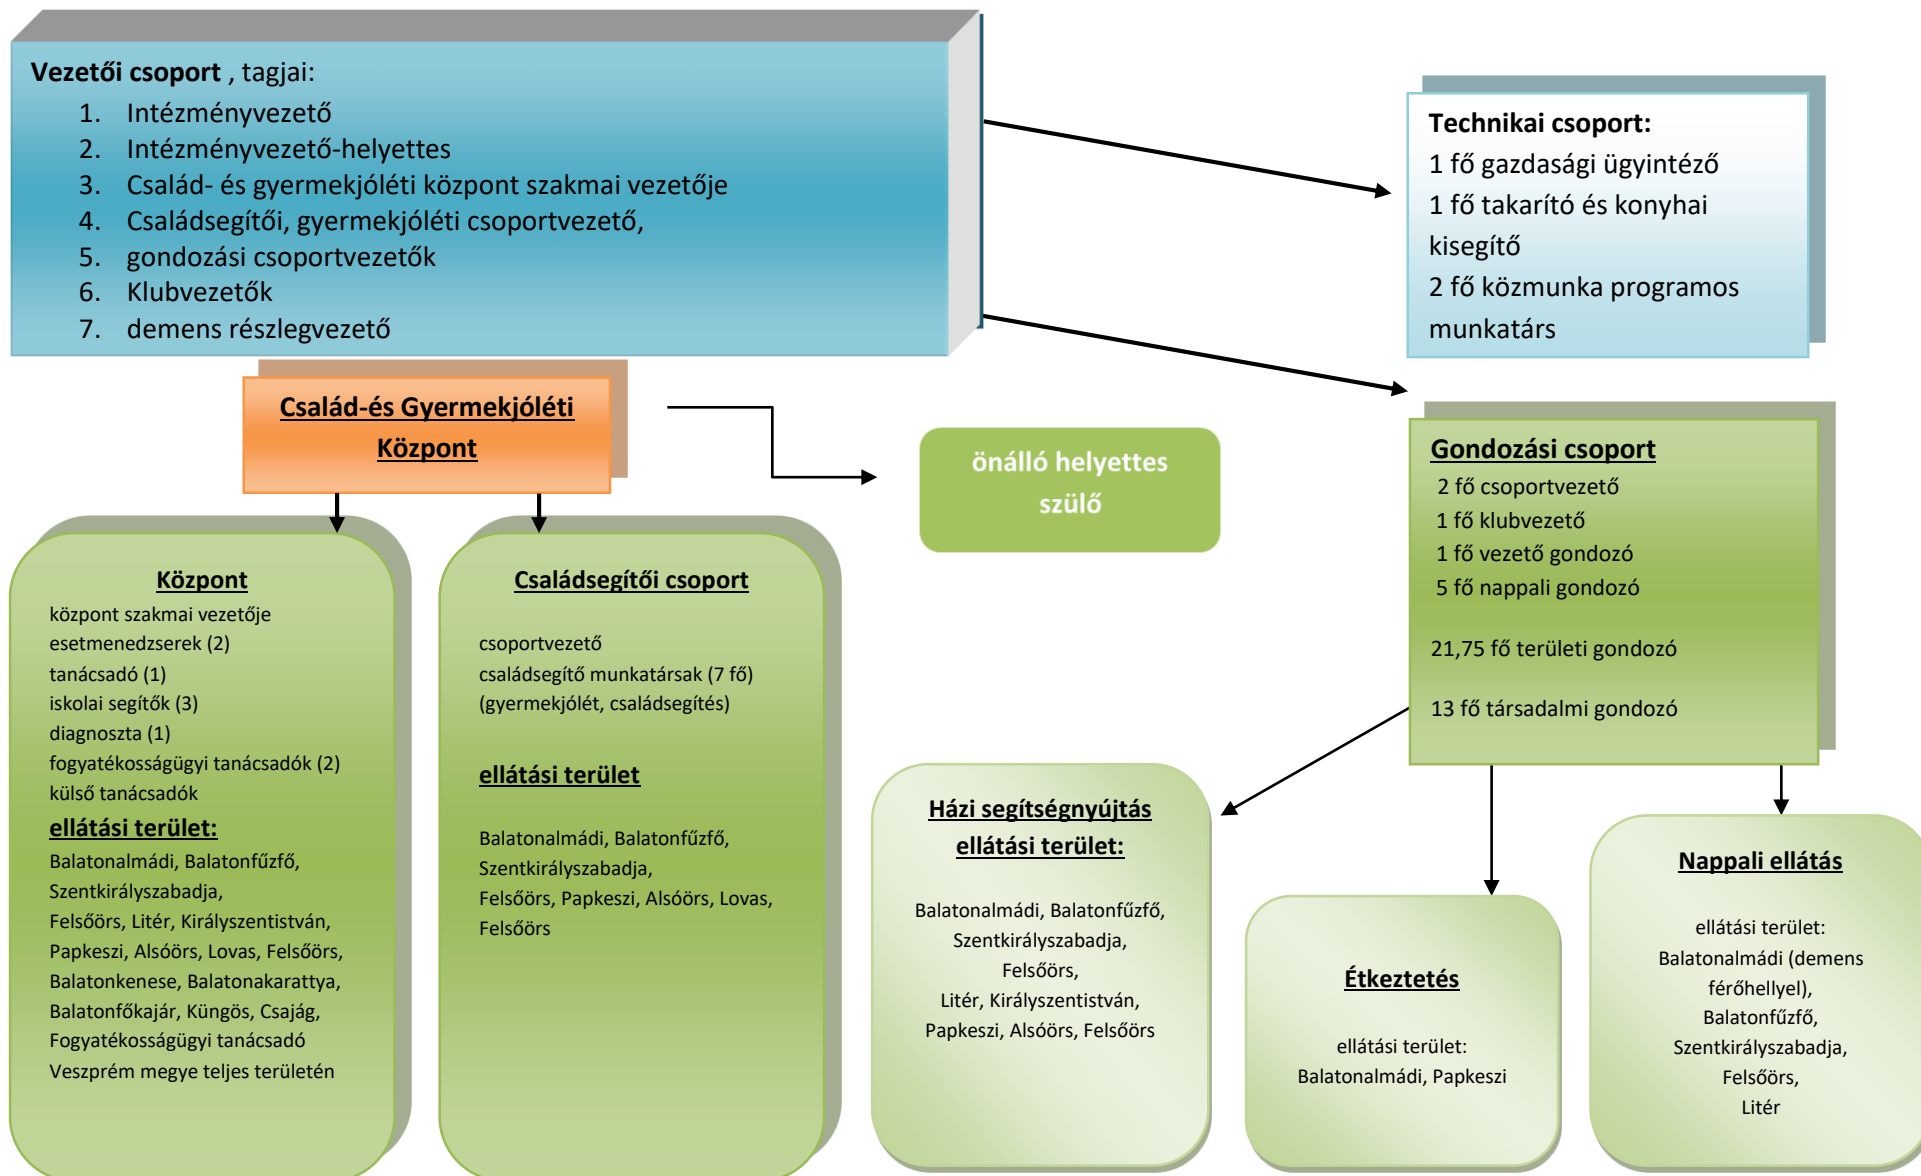 Vezetői csoport , tagjai:
1. Intézményvezető
2. Intézményvezető-helyettes
3. Család- és gyermekjóléti központ szakmai vezetője
4. Családsegítői, gyermekjóléti csoportvezető,
5. gondozási csoportvezetők
6. Klubvezetők
7. demens részlegvezető
Technikai csoport:
1 fő gazdasági ügyintéző
1 fő takarító és konyhai
kisegítő
2 fő közmunka programos
munkatárs
Család-és Gyermekjóléti
Központ
önálló helyettes
szülő
Gondozási csoport
2 fő csoportvezető
1 fő klubvezető
1 fő vezető gondozó
5 fő nappali gondozó
21,75 fő területi gondozó
13 fő társadalmi gondozó
Központ
központ szakmai vezetője
esetmenedzserek (2)
tanácsadó (1)
iskolai segítők (3)
diagnoszta (1)
fogyatékosságügyi tanácsadók (2)
külső tanácsadók
ellátási terület:
Balatonalmádi, Balatonfűzfő,
Szentkirályszabadja,
Felsőörs, Litér, Királyszentistván,
Papkeszi, Alsóörs, Lovas, Felsőörs,
Balatonkenese, Balatonakarattya,
Balatonfőkajár, Küngös, Csajág,
Fogyatékosságügyi tanácsadó
Veszprém megye teljes területén
Családsegítői csoport
csoportvezető
családsegítő munkatársak (7 fő)
(gyermekjólét, családsegítés)
ellátási terület
Balatonalmádi, Balatonfűzfő,
Szentkirályszabadja,
Felsőörs, Papkeszi, Alsóörs, Lovas,
Felsőörs
Házi segítségnyújtás
ellátási terület:
Balatonalmádi, Balatonfűzfő,
Szentkirályszabadja,
Felsőörs,
Litér, Királyszentistván,
Papkeszi, Alsóörs, Felsőörs
Étkeztetés
ellátási terület:
Balatonalmádi, Papkeszi
Nappali ellátás
ellátási terület:
Balatonalmádi (demens
férőhellyel),
Balatonfűzfő,
Szentkirályszabadja,
Felsőörs,
Litér